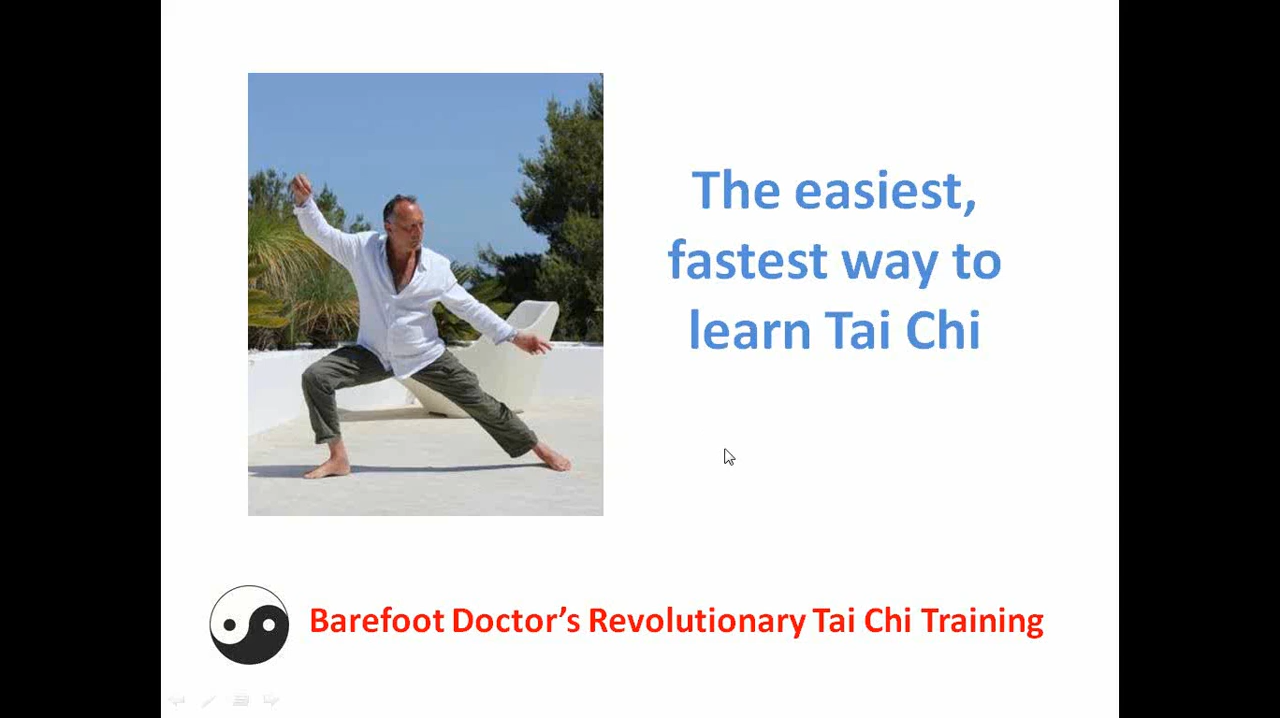 The easiest,
fastest way to
learn Tai Chi
Barefoot Doctor’s Revolutionary Tai Chi Training